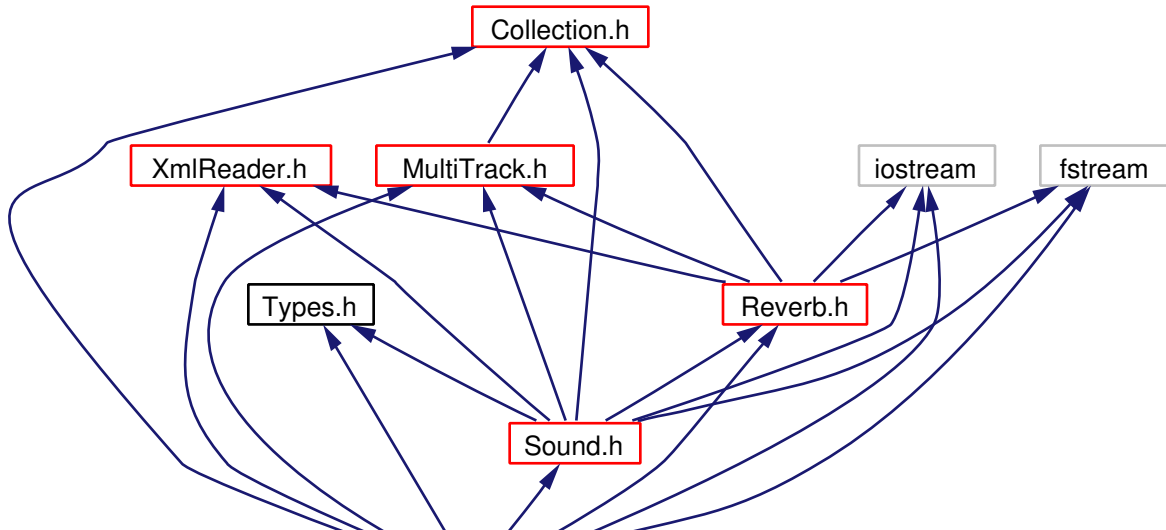 Collection.h
XmlReader.h
MultiTrack.h
iostream
fstream
Types.h
Reverb.h
Sound.h